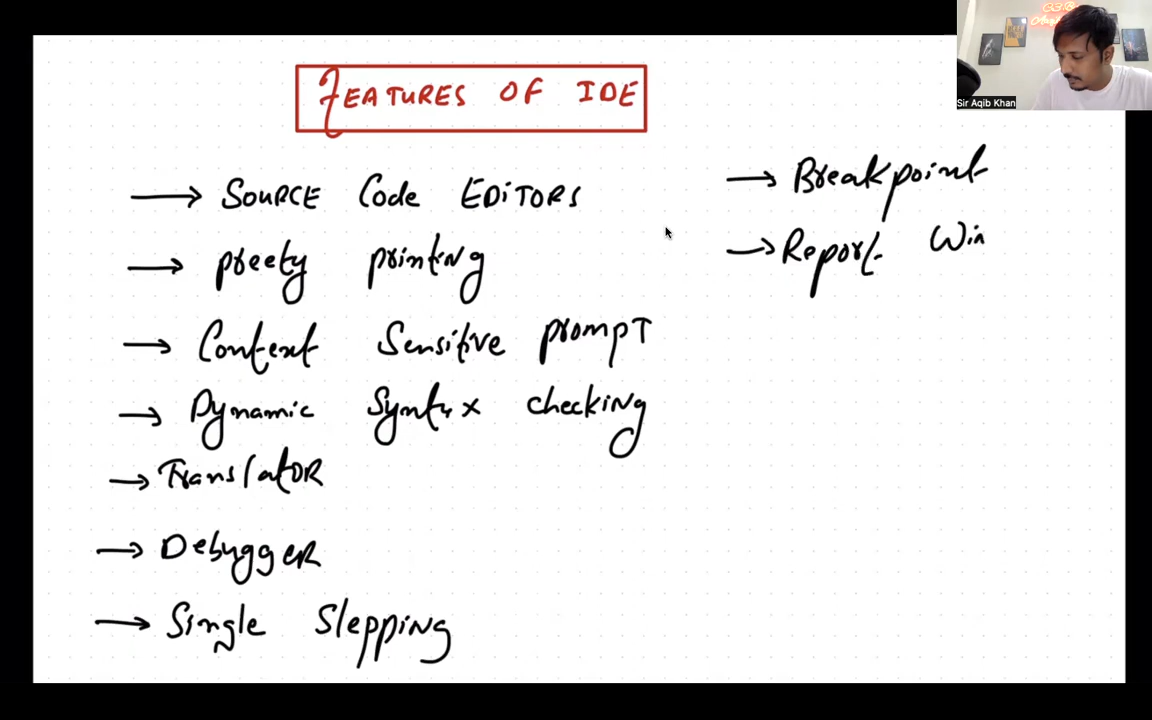 FEATURES OF IDE
→ SOURCE Code EDITORS
→ preety printing
→ Context Sensitive prompT
→ Dynamic Syntax checking
→ TranslatOR
→ DebuggeR
→ Single Stepping
→ Breakpoint
→ Report Win
Sir Aqib Khan